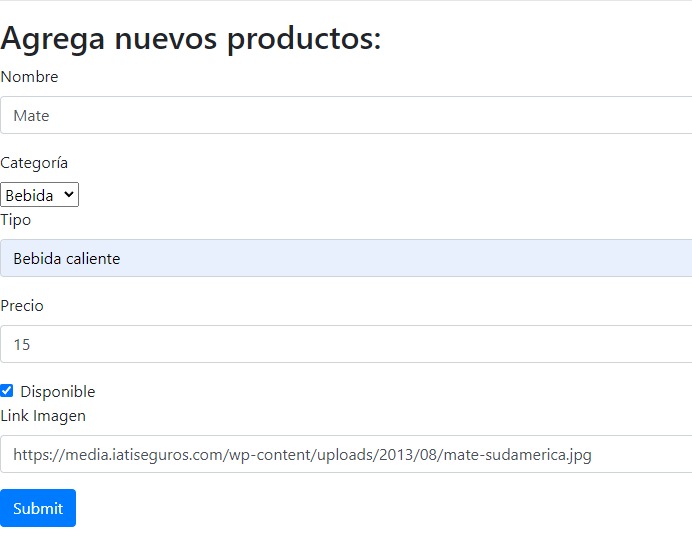 Agrega nuevos productos:
Nombre
Mate
Categoría
Bebida
Tipo
Bebida caliente
Precio
15
Disponible
Link Imagen
https://media.iatiseguros.com/wp-content/uploads/2013/08/mate-sudamerica.jpg
Submit